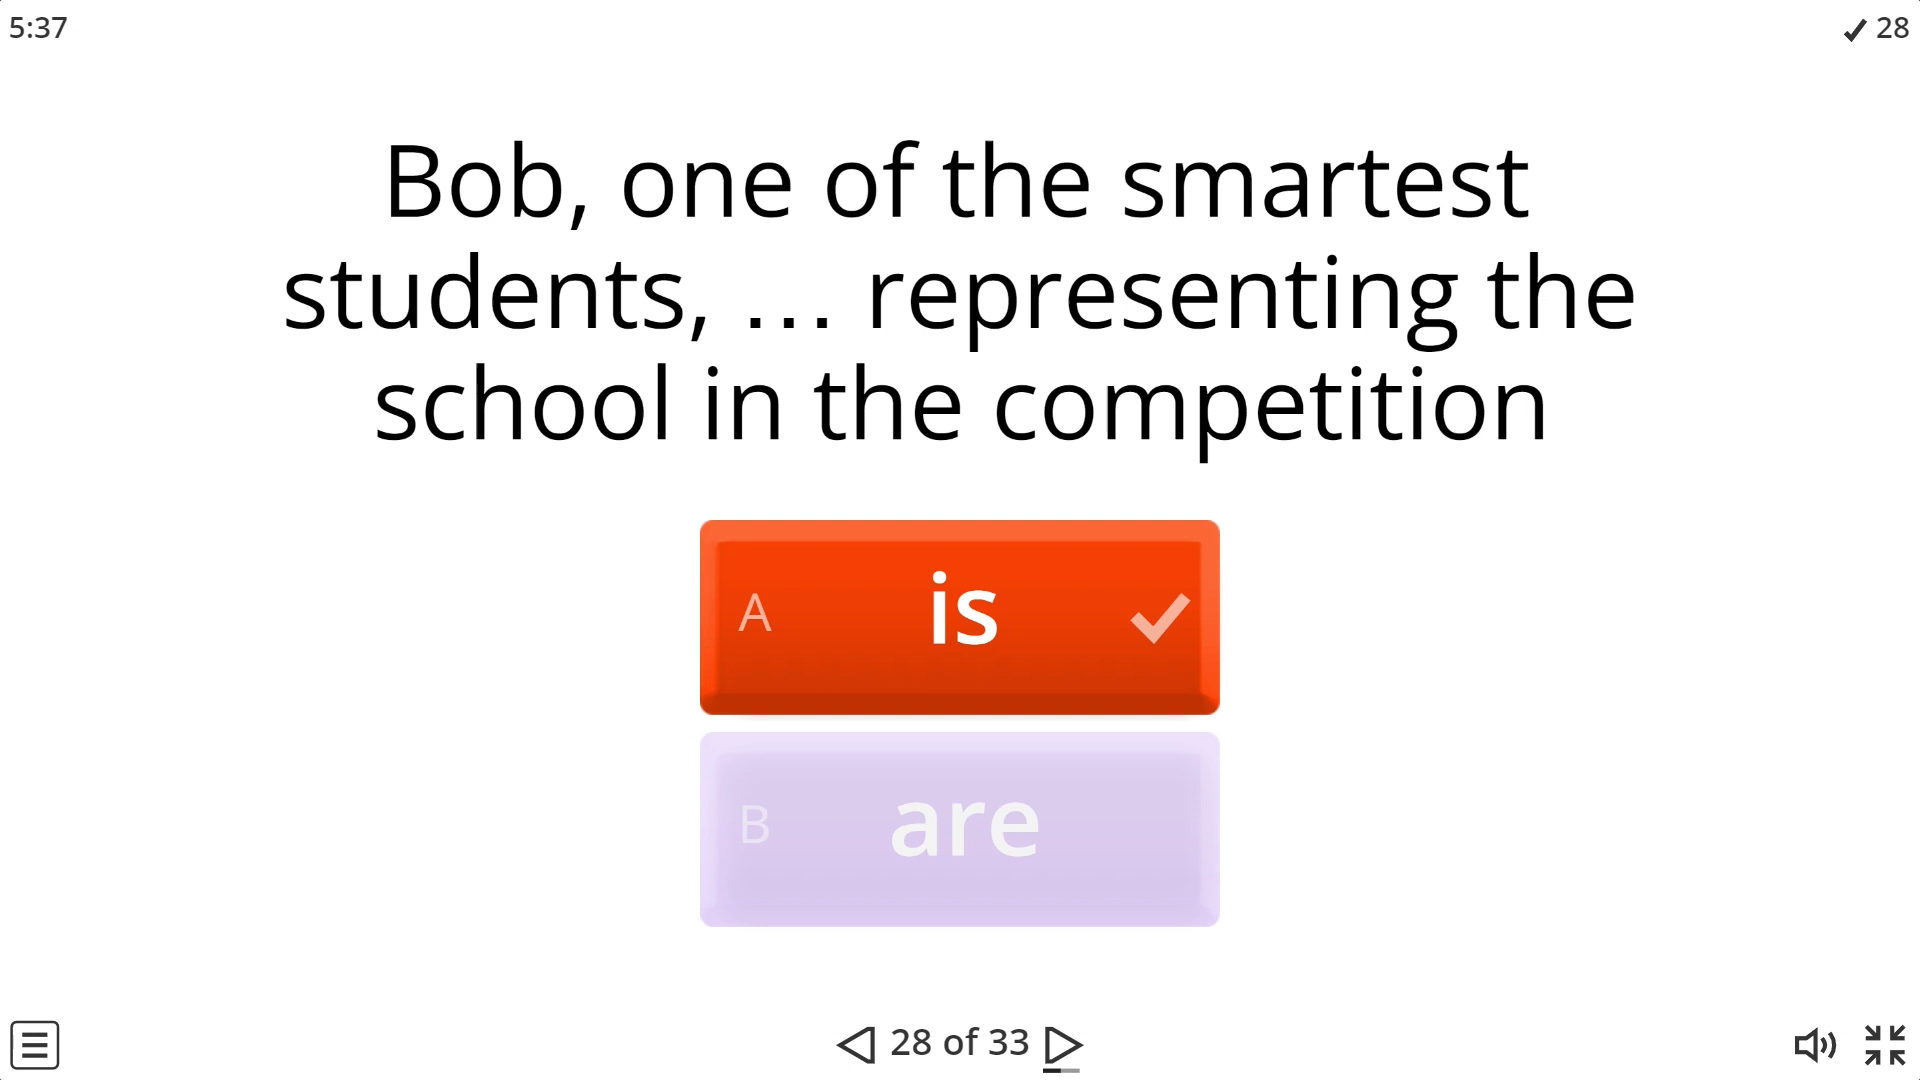 5:37
✓ 28
Bob, one of the smartest
students, ... representing the
school in the competition
A is
B are
28 of 33